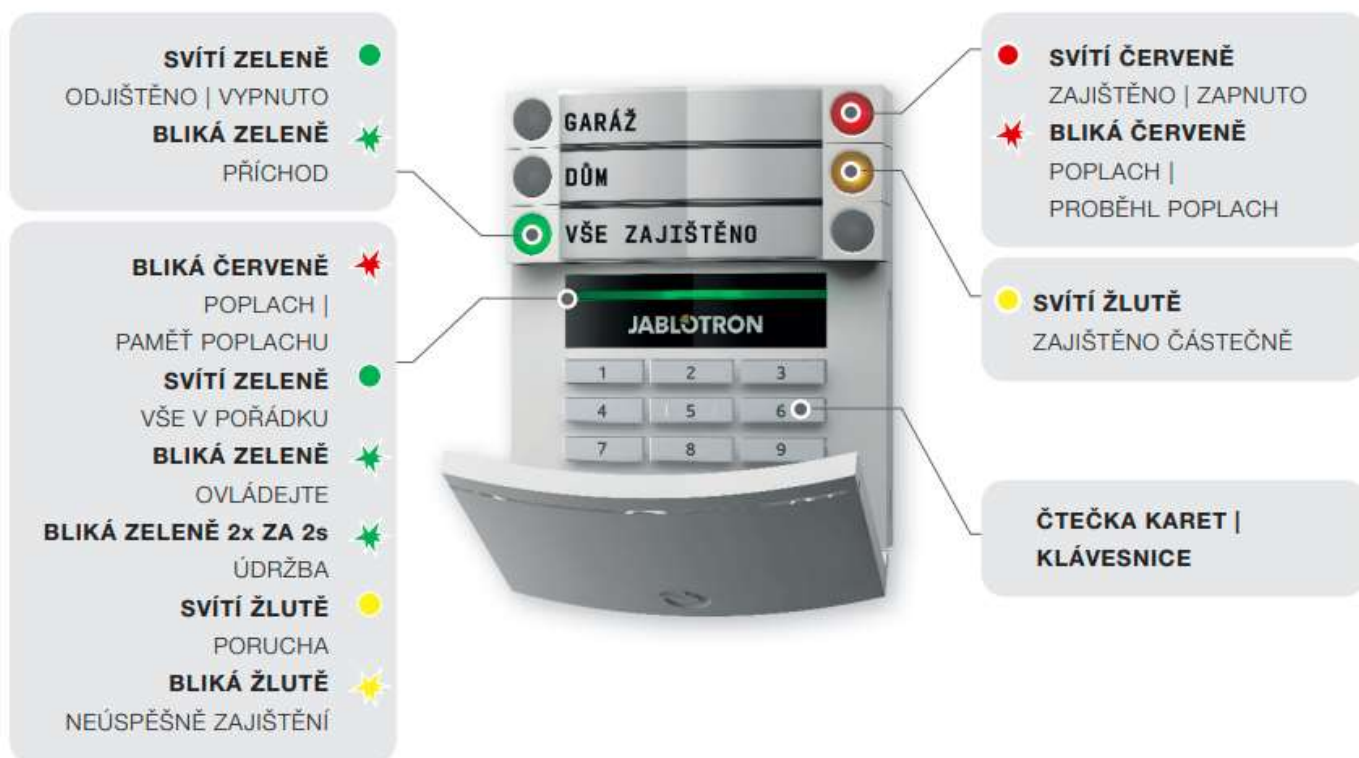 SVÍTÍ ZELENĚ
ODJIŠTĚNO | VYPNUTO
BLIKÁ ZELENĚ
PŘÍCHOD
BLIKÁ ČERVENĚ
POPLACH |
PAMĚŤ POPLACHU
SVÍTÍ ZELENĚ
VŠE V POŘÁDKU
BLIKÁ ZELENĚ
OVLÁDEJTE
BLIKÁ ZELENĚ 2x ZA 2s
ÚDRŽBA
SVÍTÍ ŽLUTĚ
PORUCHA
BLIKÁ ŽLUTĚ
NEÚSPĚŠNĚ ZAJIŠTĚNÍ
GARÁŽ
DŮM
VŠE ZAJIŠTĚNO
JABLOTRON
1 2 3
4 5 6
7 8 9
SVÍTÍ ČERVENĚ
ZAJIŠTĚNO | ZAPNUTO
BLIKÁ ČERVENĚ
POPLACH |
PROBĚHL POPLACH
SVÍTÍ ŽLUTĚ
ZAJIŠTĚNO ČÁSTEČNĚ
ČTEČKA KARET |
KLÁVESNICE